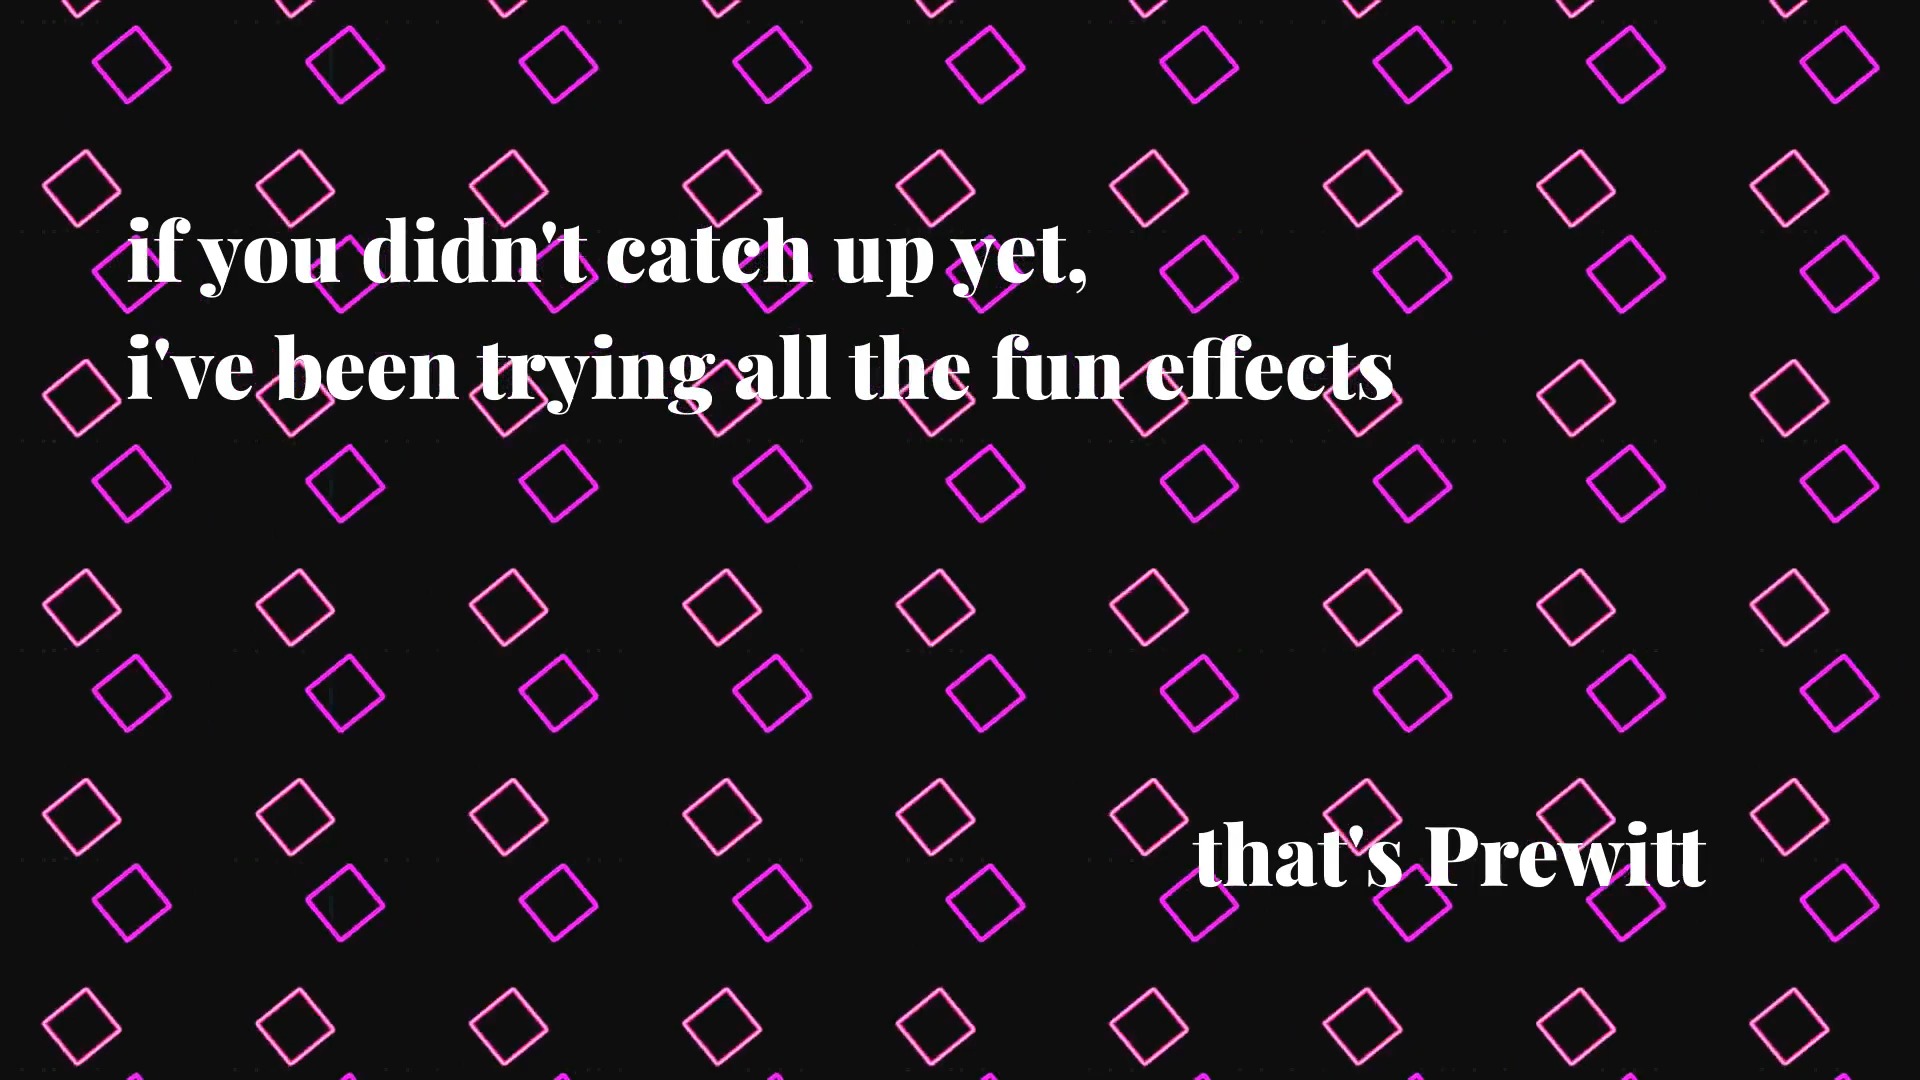 if you didn't catch up yet,
i've been trying all the fun effects
that's Prewitt